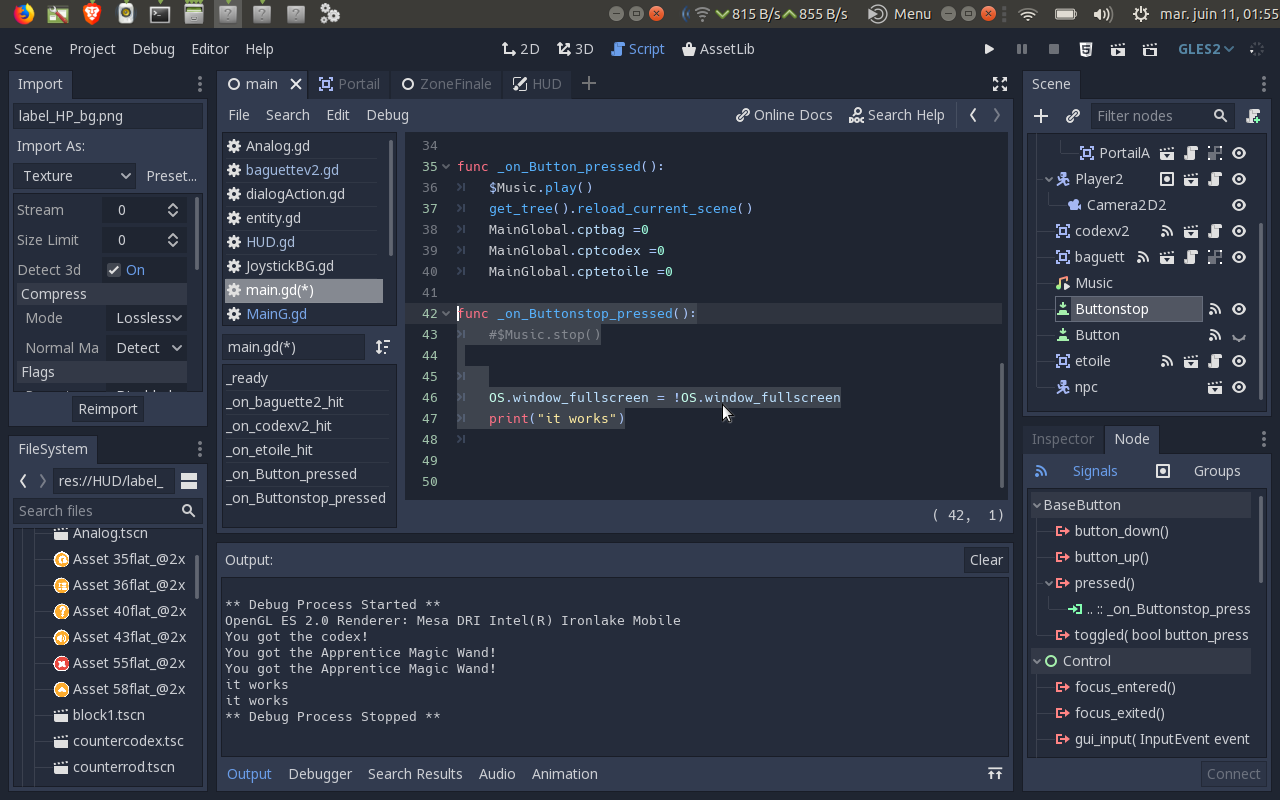 815 B/s 855 B/s Menu mar. juin 11, 01:55
Scene Project Debug Editor Help 2D 3D Script AssetLib GLES2
Import
label_HP_bg.png
Import As:
Texture Preset...
Stream 0
Size Limit 0
Detect 3d On
Compress
Mode Lossless
Normal Ma Detect
Flags
Reimport
FileSystem
res://HUD/label_
Search files
Analog.tscn
Asset 35flat_@2x
Asset 36flat_@2x
Asset 40flat_@2x
Asset 43flat_@2x
Asset 55flat_@2x
Asset 58flat_@2x
block1.tscn
countercodex.tsc
counterrod.tscn
main Portail ZoneFinale HUD
File Search Edit Debug Online Docs Search Help
Analog.gd
baguettev2.gd
dialogAction.gd
entity.gd
HUD.gd
JoystickBG.gd
main.gd(*)
MainG.gd
main.gd(*)
_ready
_on_baguette2_hit
_on_codexv2_hit
_on_etoile_hit
_on_Button_pressed
_on_Buttonstop_pressed
34
35 func _on_Button_pressed():
36 $Music.play()
37 get_tree().reload_current_scene()
38 MainGlobal.cptbag =0
39 MainGlobal.cptcodex =0
40 MainGlobal.cptetoile =0
41
42 func _on_Buttonstop_pressed():
43 #$Music.stop()
44
45
46 OS.window_fullscreen = !OS.window_fullscreen
47 print("it works")
48
49
50
( 42, 1)
Output: Clear
** Debug Process Started **
OpenGL ES 2.0 Renderer: Mesa DRI Intel(R) Ironlake Mobile
You got the codex!
You got the Apprentice Magic Wand!
You got the Apprentice Magic Wand!
it works
it works
** Debug Process Stopped **
Output Debugger Search Results Audio Animation
Scene
Filter nodes
PortailA
Player2
Camera2D2
codexv2
baguett
Music
Buttonstop
Button
etoile
npc
Inspector Node
Signals Groups
BaseButton
button_down()
button_up()
pressed()
.. :: _on_Buttonstop_press
toggled( bool button_press
Control
focus_entered()
focus_exited()
gui_input( InputEvent event
Connect